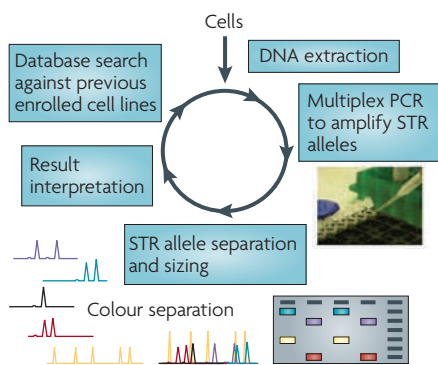 Cells
DNA extraction
Database search
against previous
enrolled cell lines
Multiplex PCR
to amplify STR
alleles
Result
interpretation
STR allele separation
and sizing
Colour separation